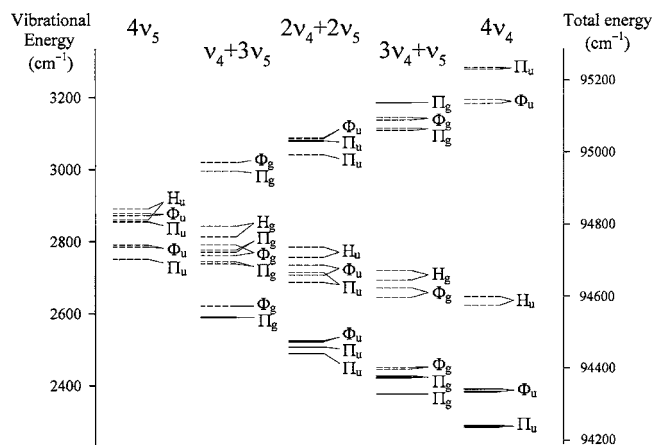 Vibrational
Energy
(cm⁻¹)
4ν₅
ν₄+3ν₅
2ν₄+2ν₅
3ν₄+ν₅
4ν₄
Total energy
(cm⁻¹)
3200
3000
2800
2600
2400
Hᵤ
Φᵤ
Πᵤ
Φᵤ
Πᵤ
Φg
Πg
Hg
Πg
Φg
Πg
Φg
Πg
Φᵤ
Πᵤ
Πᵤ
Hᵤ
Φᵤ
Πᵤ
Φᵤ
Πᵤ
Πᵤ
Πg
Φg
Πg
Hg
Φg
Φg
Πg
Πg
Πᵤ
Φᵤ
Hᵤ
Φᵤ
Πᵤ
95200
95000
94800
94600
94400
94200